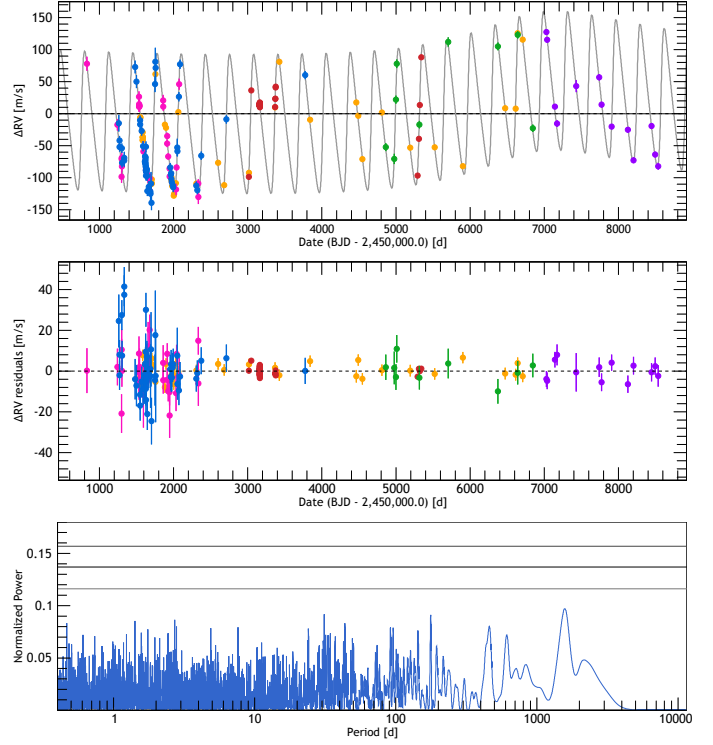 150
100
50
0
-50
-100
-150
ΔRV [m/s]
1000 2000 3000 4000 5000 6000 7000 8000
Date (BJD - 2,450,000.0) [d]
40
20
0
-20
-40
ΔRV residuals [m/s]
1000 2000 3000 4000 5000 6000 7000 8000
Date (BJD - 2,450,000.0) [d]
0.15
0.1
0.05
Normalized Power
1 10 100 1000 10000
Period [d]